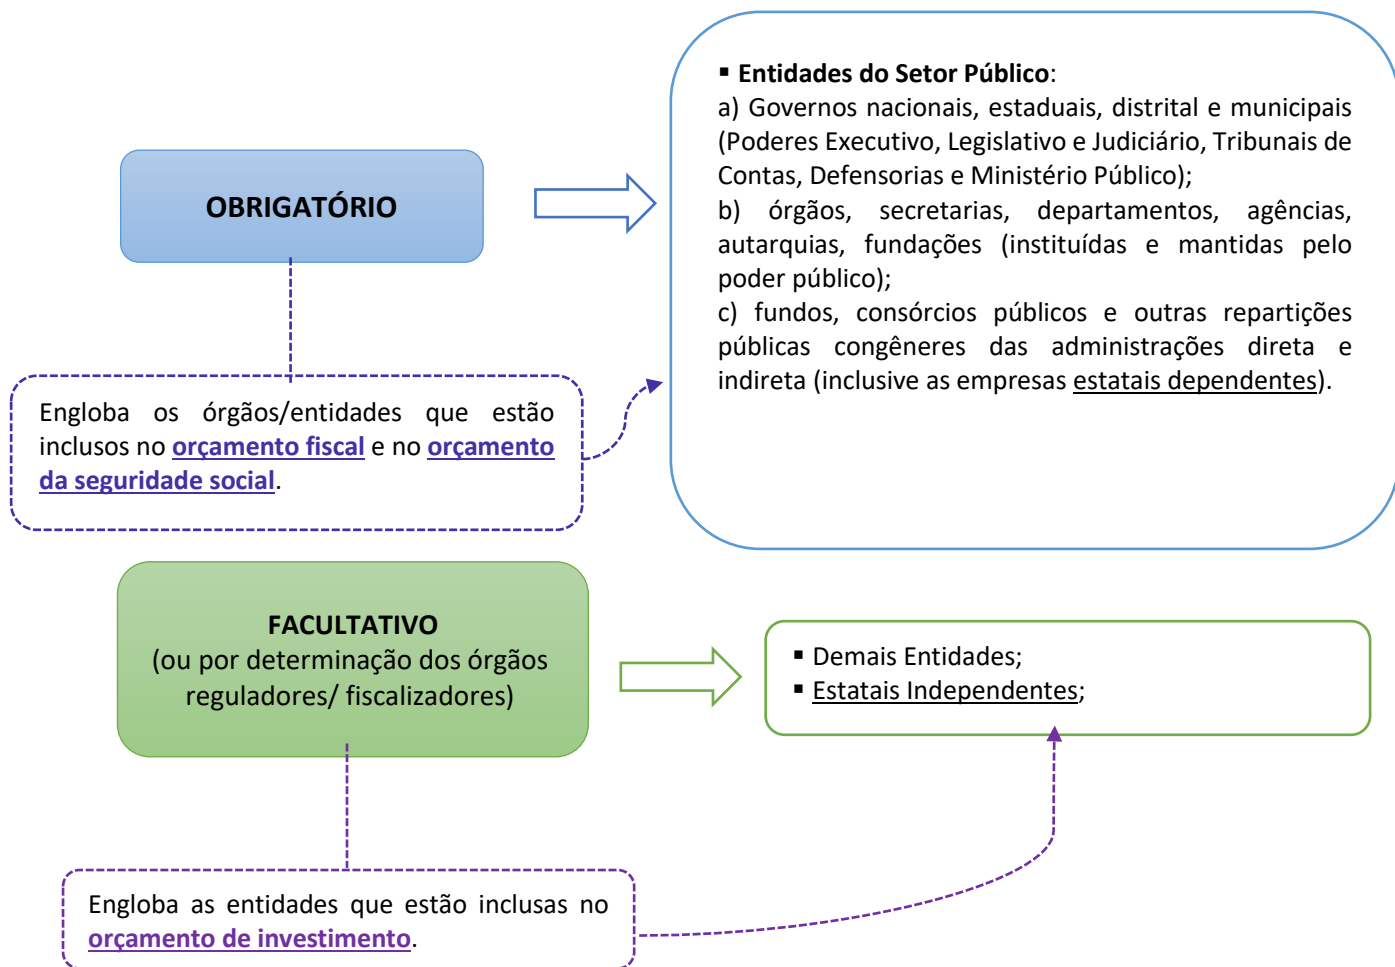 ▪ Entidades do Setor Público:
a) Governos nacionais, estaduais, distrital e municipais
(Poderes Executivo, Legislativo e Judiciário, Tribunais de
Contas, Defensorias e Ministério Público);
b) órgãos, secretarias, departamentos, agências,
autarquias, fundações (instituídas e mantidas pelo
poder público);
c) fundos, consórcios públicos e outras repartições
públicas congêneres das administrações direta e
indireta (inclusive as empresas estatais dependentes).
OBRIGATÓRIO
Engloba os órgãos/entidades que estão
inclusos no orçamento fiscal e no orçamento
da seguridade social.
FACULTATIVO
(ou por determinação dos órgãos
reguladores/ fiscalizadores)
▪ Demais Entidades;
▪ Estatais Independentes;
Engloba as entidades que estão inclusas no
orçamento de investimento.